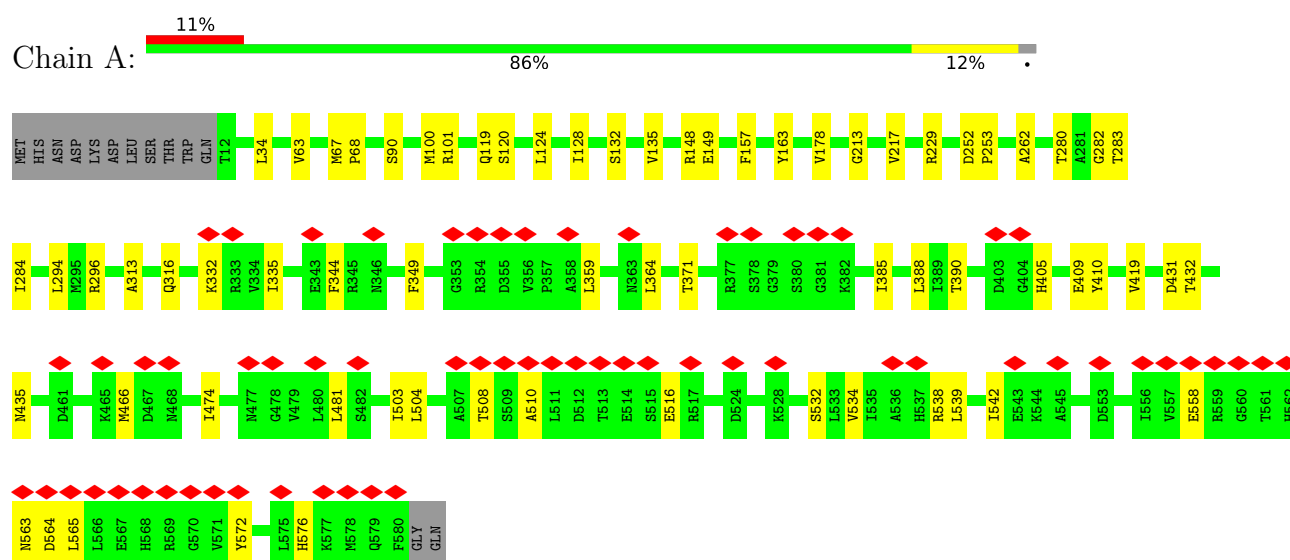 11%
Chain A:
86% 12% •
MET HIS ASN ASP LYS ASP LEU SER THR TRP GLN T12 L34 V63 M67 P68 S90 M100 R101 Q119 S120 L124 I128 S132 V135 R148 E149 F157 Y163 V178 G213 V217 R229 D252 P253 A262 T280 A281 G282 T283
I284 L294 M295 R296 A313 Q316 K332 R333 V334 I335 E343 F344 R345 N346 F349 G353 R354 D355 V356 P357 A358 L359 N363 L364 T371 R377 S378 G379 S380 G381 K382 I385 L388 I389 T390 D403 G404 H405 E409 Y410 V419 D431 T432
N435 D461 K465 M466 D467 N468 I474 N477 G478 V479 L480 L481 S482 I503 L504 A507 T508 S509 A510 L511 D512 T513 E514 S515 E516 R517 D524 K528 S532 L533 V534 I535 A536 H537 R538 L539 I542 E543 K544 A545 D553 I556 V557 E558 R559 G560 T561 H562
N563 D564 L565 L566 E567 H568 R569 G570 V571 Y572 L575 H576 K577 M578 Q579 F580 GLY GLN